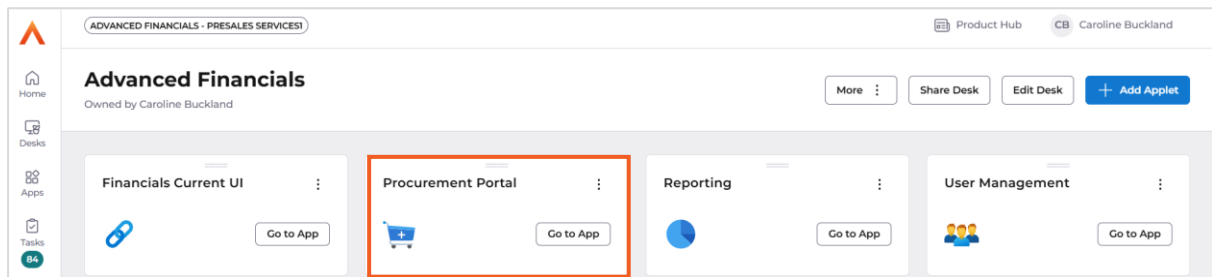 ADVANCED FINANCIALS - PRESALES SERVICES1
Product Hub
CB Caroline Buckland
Home
Desks
Apps
Tasks
84
Advanced Financials
Owned by Caroline Buckland
More
Share Desk
Edit Desk
+ Add Applet
Financials Current UI
Go to App
Procurement Portal
Go to App
Reporting
Go to App
User Management
Go to App